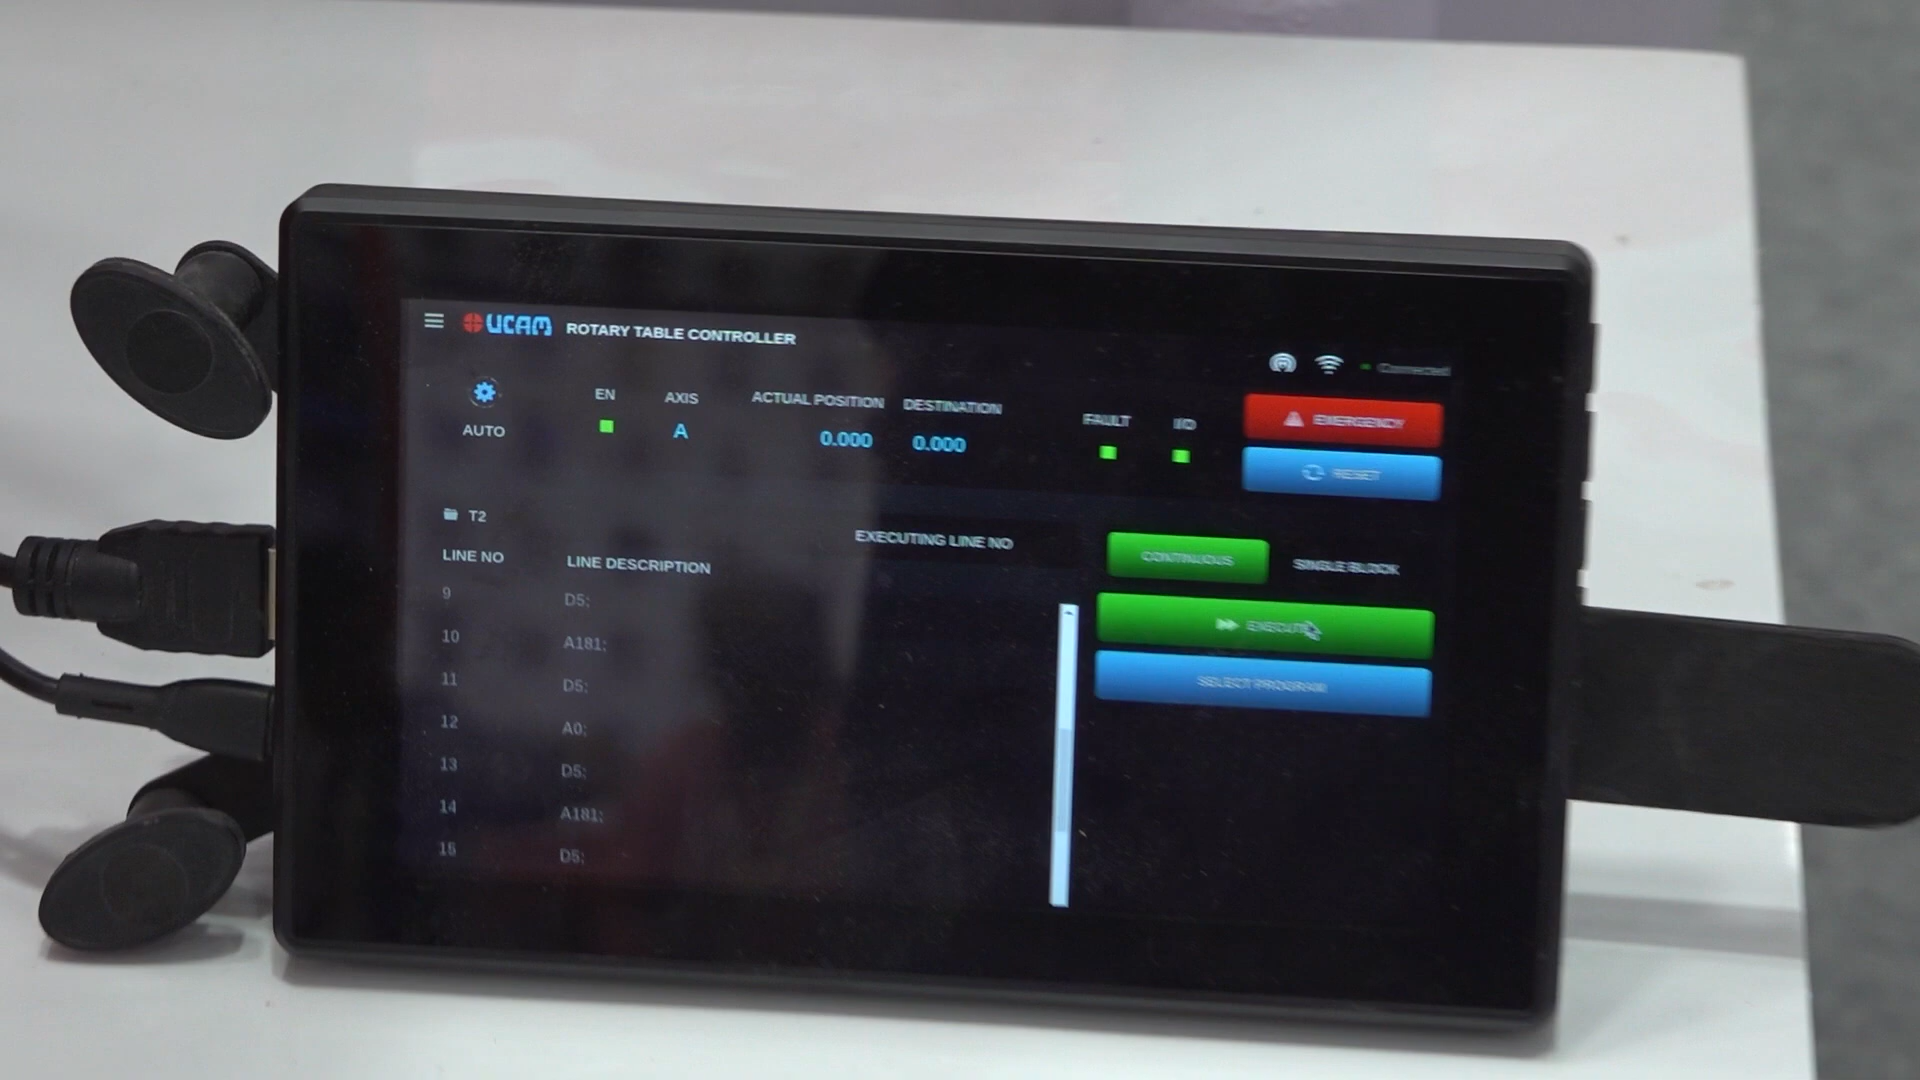 UCAM ROTARY TABLE CONTROLLER
Connected
AUTO
EN AXIS ACTUAL POSITION DESTINATION FAULT I/O
A 0.000 0.000
EMERGENCY
RESET
T2
EXECUTING LINE NO
CONTINUOUS SINGLE BLOCK
LINE NO LINE DESCRIPTION
9 D5;
10 A181;
11 D5;
12 A0;
13 D5;
14 A181;
15 D5;
EXECUTE
SELECT PROGRAM